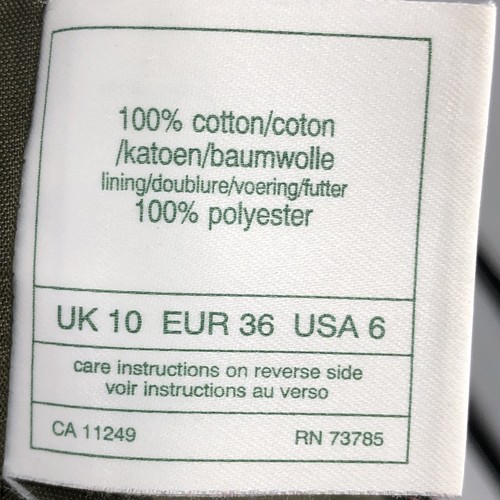 100% cotton/coton
/katoen/baumwolle
lining/doublure/voering/futter
100% polyester
UK 10 EUR 36 USA 6
care instructions on reverse side
voir instructions au verso
CA 11249 RN 73785